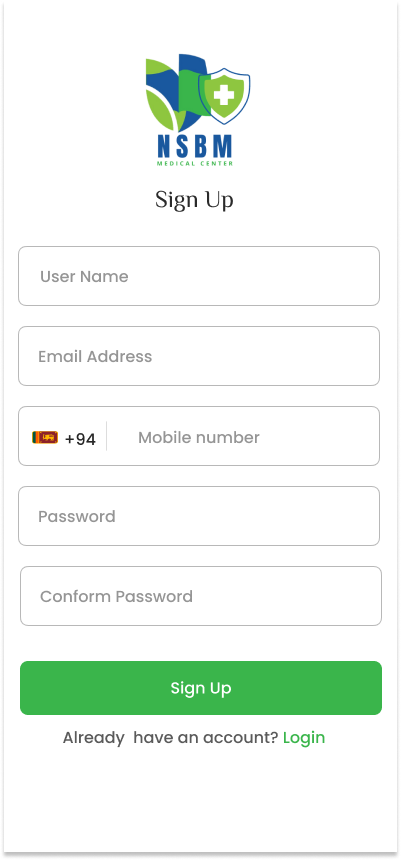 NSBM
MEDICAL CENTER
Sign Up
User Name
Email Address
+94 Mobile number
Password
Conform Password
Sign Up
Already  have an account? Login